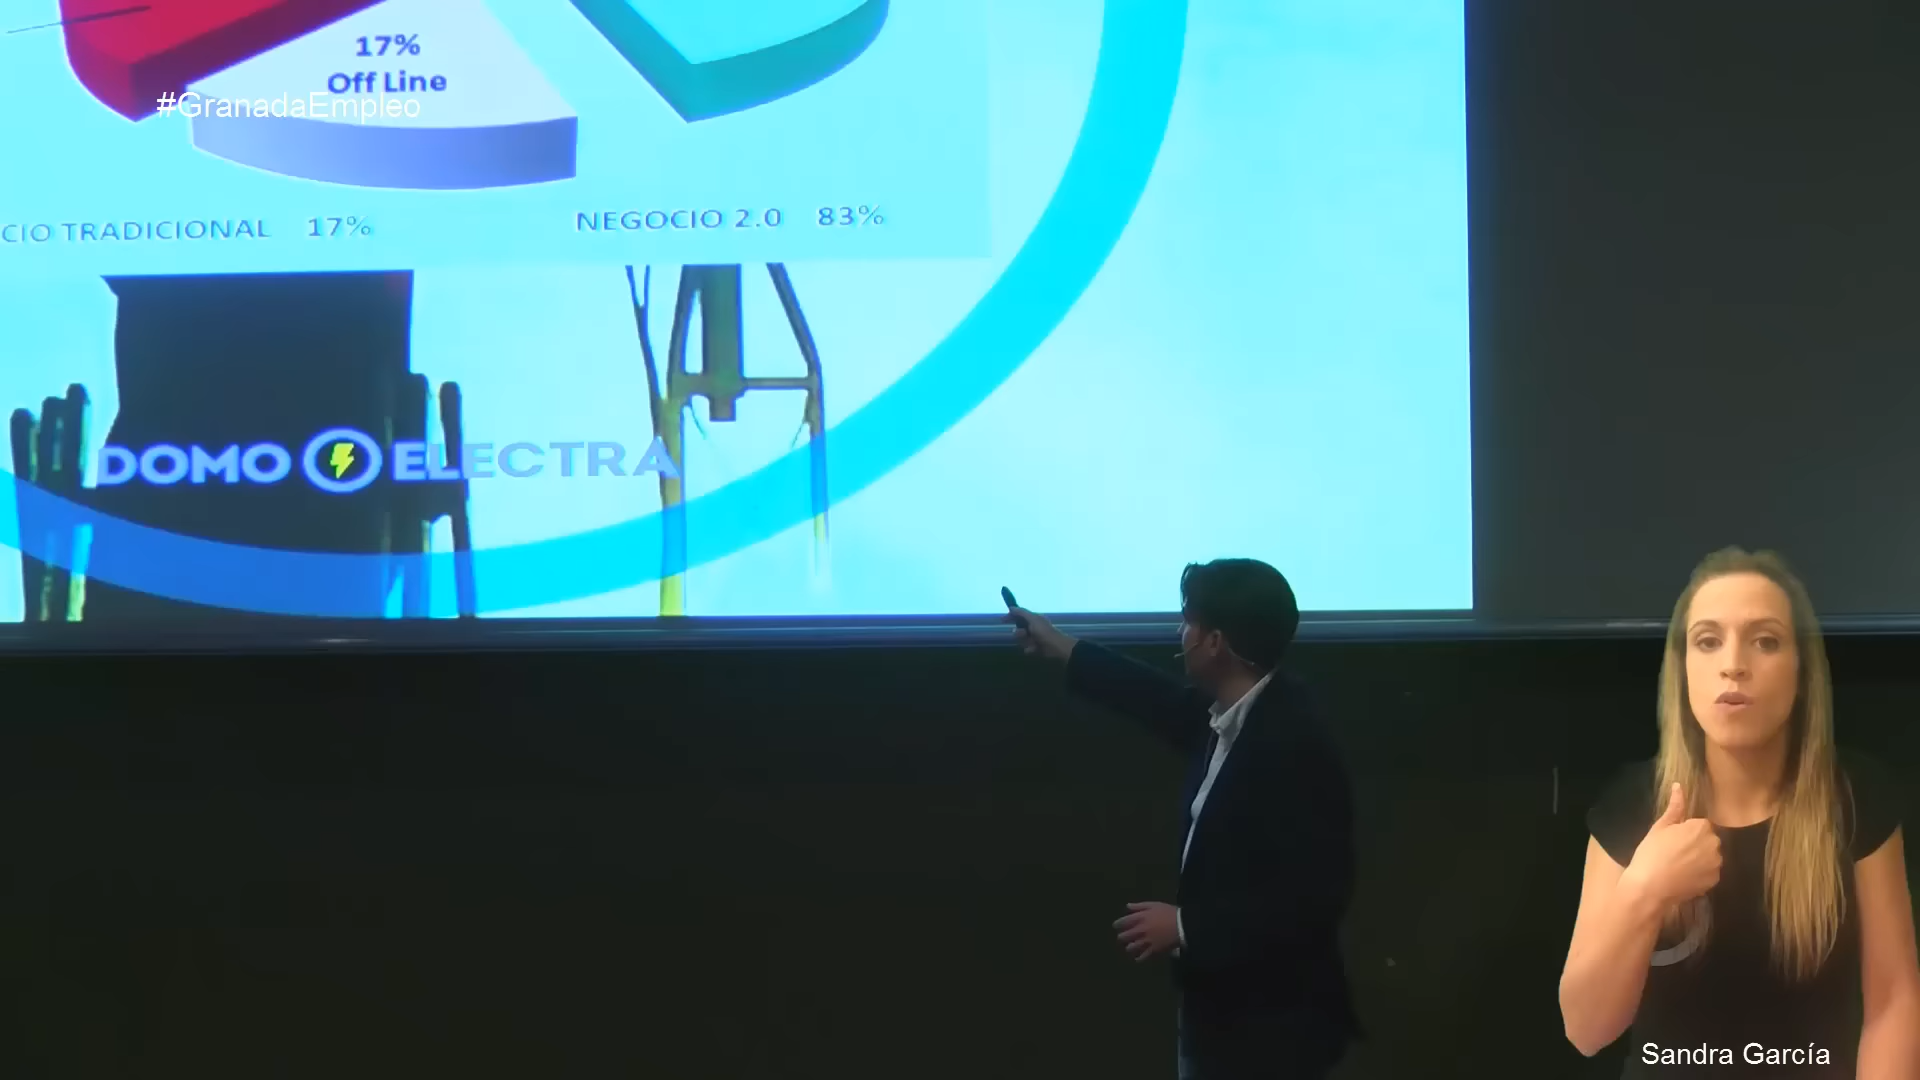 17%
Off Line
#GranadaEmpleo
CIO TRADICIONAL 17%
NEGOCIO 2.0 83%
DOMO ELECTRA
Sandra García